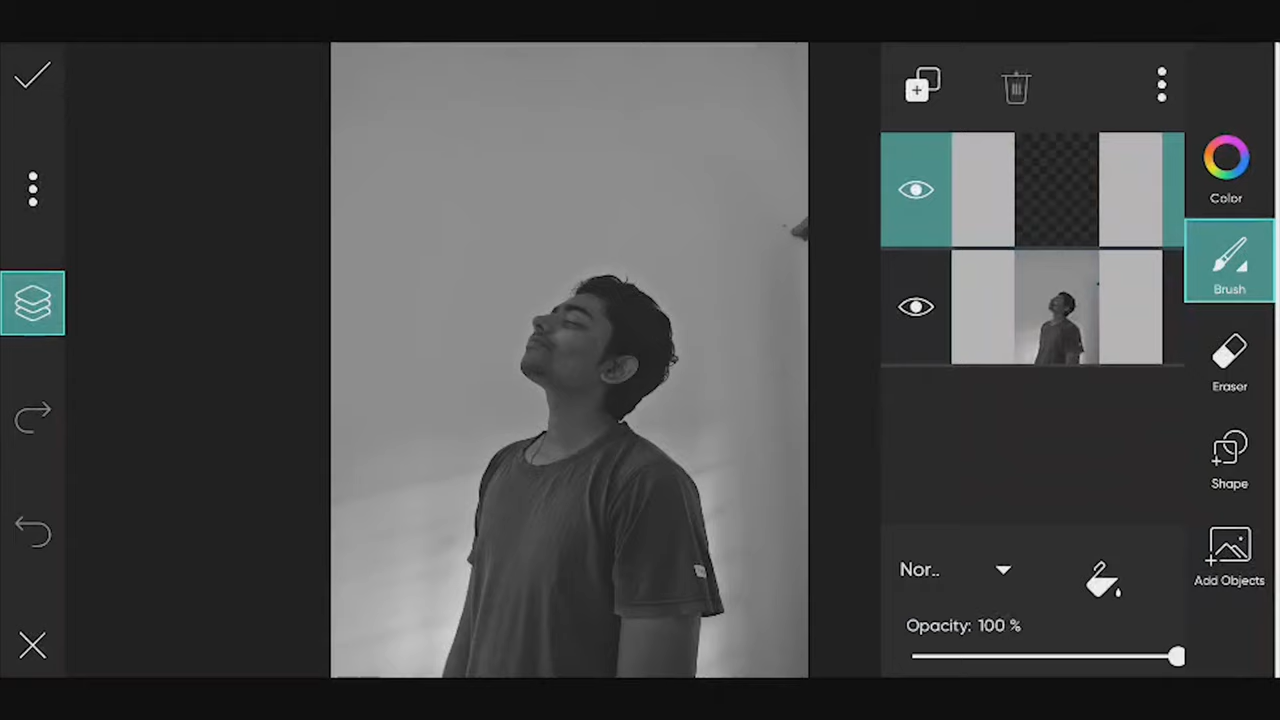 Color
Brush
Eraser
Shape
Add Objects
Nor..
Opacity: 100 %